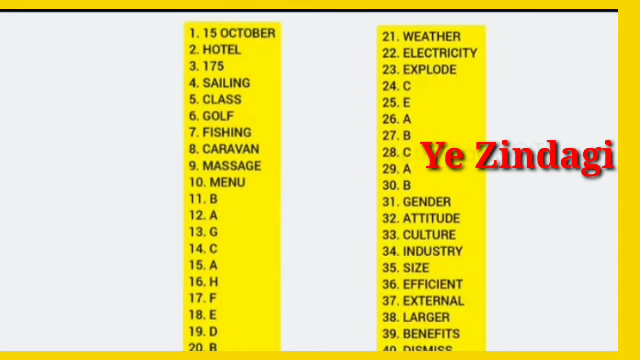 1. 15 OCTOBER
2. HOTEL
3. 175
4. SAILING
5. CLASS
6. GOLF
7. FISHING
8. CARAVAN
9. MASSAGE
10. MENU
11. B
12. A
13. G
14. C
15. A
16. H
17. F
18. E
19. D
20. B
21. WEATHER
22. ELECTRICITY
23. EXPLODE
24. C
25. E
26. A
27. B
28. C
29. A
30. B
31. GENDER
32. ATTITUDE
33. CULTURE
34. INDUSTRY
35. SIZE
36. EFFICIENT
37. EXTERNAL
38. LARGER
39. BENEFITS
40. DISMISS
Ye Zindagi